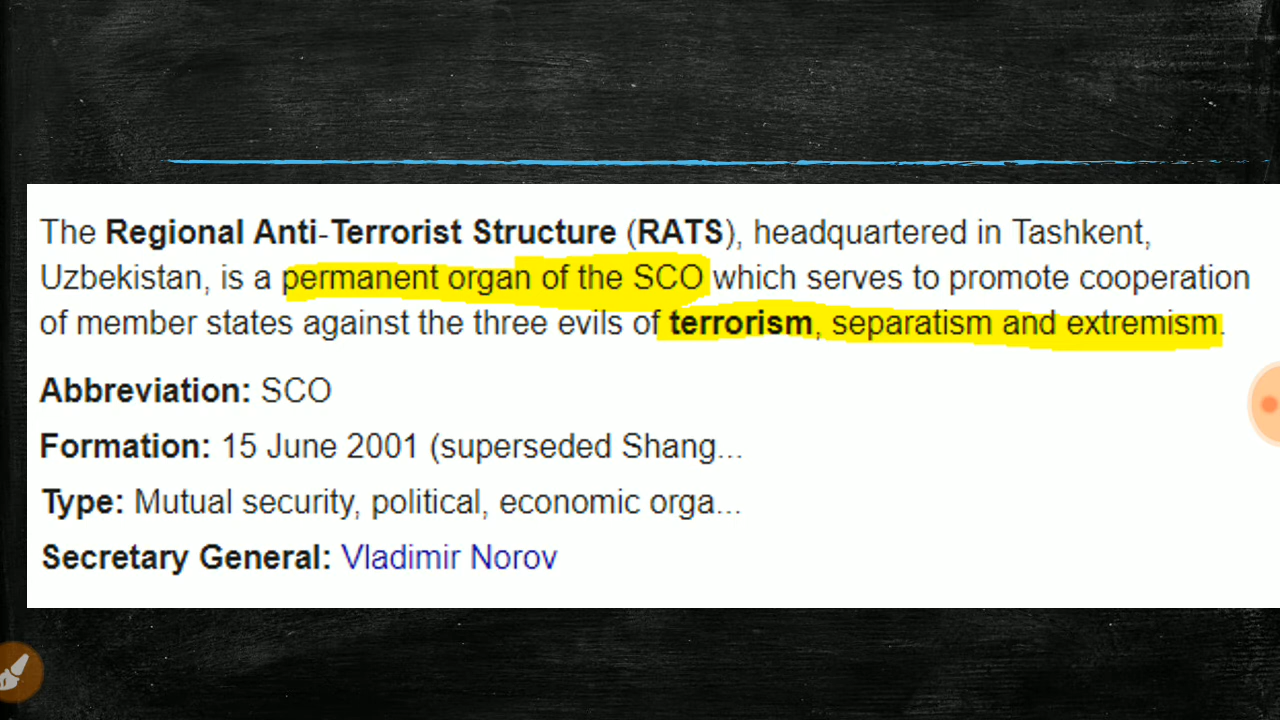 The Regional Anti-Terrorist Structure (RATS), headquartered in Tashkent,
Uzbekistan, is a permanent organ of the SCO which serves to promote cooperation
of member states against the three evils of terrorism, separatism and extremism.
Abbreviation: SCO
Formation: 15 June 2001 (superseded Shang...
Type: Mutual security, political, economic orga...
Secretary General: Vladimir Norov